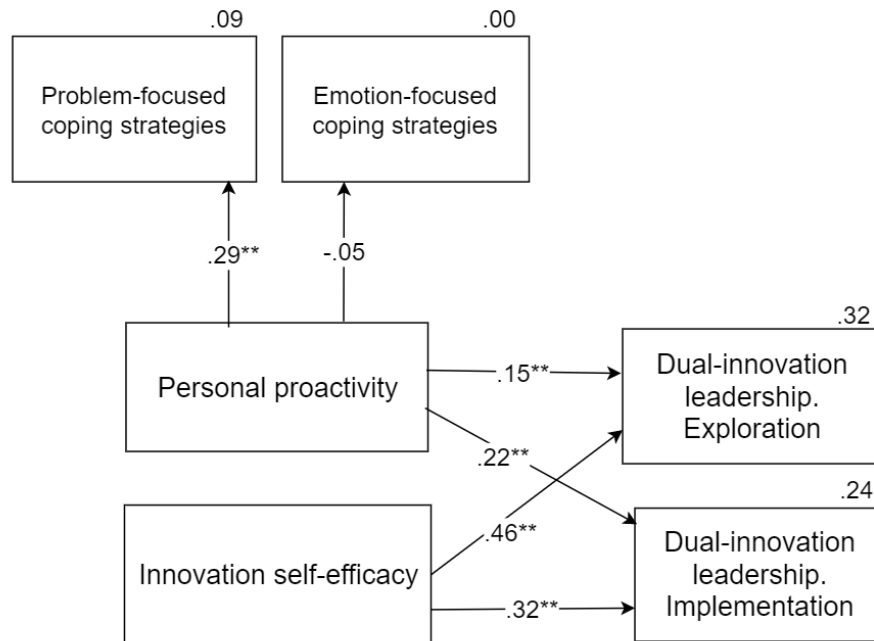 .09
.00
Problem-focused
coping strategies
Emotion-focused
coping strategies
.29**
-.05
.32
Personal proactivity
.15**
Dual-innovation
leadership.
Exploration
.22**
.24
.46**
Innovation self-efficacy
.32**
Dual-innovation
leadership.
Implementation